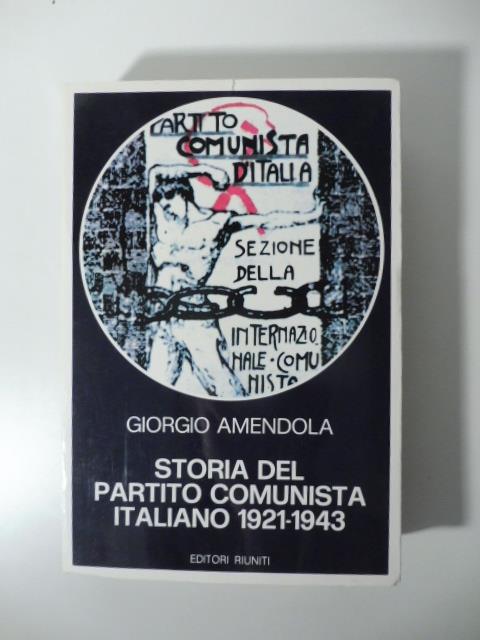 PARTITO
COMUNISTA
D'ITALIA
SEZIONE
DELLA
INTERNAZIO
NALE·COMU
NISTA
GIORGIO AMENDOLA
STORIA DEL
PARTITO COMUNISTA
ITALIANO 1921-1943
EDITORI RIUNITI